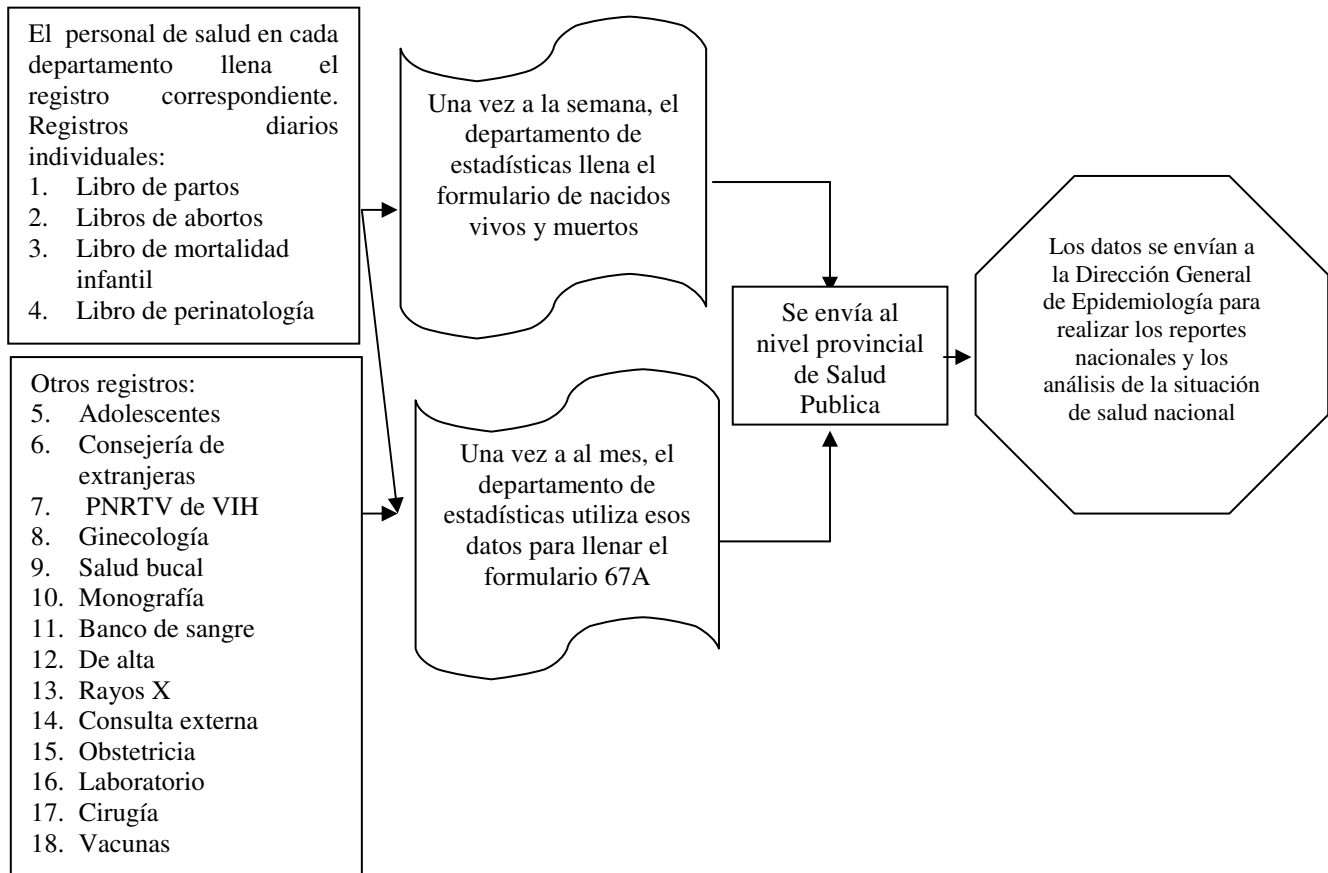 El personal de salud en cada
departamento llena el
registro correspondiente.
Registros diarios
individuales:
1. Libro de partos
2. Libros de abortos
3. Libro de mortalidad
infantil
4. Libro de perinatología
Otros registros:
5. Adolescentes
6. Consejería de
extranjeras
7. PNRTV de VIH
8. Ginecología
9. Salud bucal
10. Monografía
11. Banco de sangre
12. De alta
13. Rayos X
14. Consulta externa
15. Obstetricia
16. Laboratorio
17. Cirugía
18. Vacunas
Una vez a la semana, el
departamento de
estadísticas llena el
formulario de nacidos
vivos y muertos
Una vez a al mes, el
departamento de
estadísticas utiliza esos
datos para llenar el
formulario 67A
Se envía al
nivel provincial
de Salud
Publica
Los datos se envían a
la Dirección General
de Epidemiología para
realizar los reportes
nacionales y los
análisis de la situación
de salud nacional